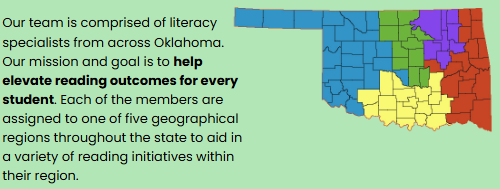 Our team is comprised of literacy
specialists from across Oklahoma.
Our mission and goal is to help
elevate reading outcomes for every
student. Each of the members are
assigned to one of five geographical
regions throughout the state to aid in
a variety of reading initiatives within
their region.